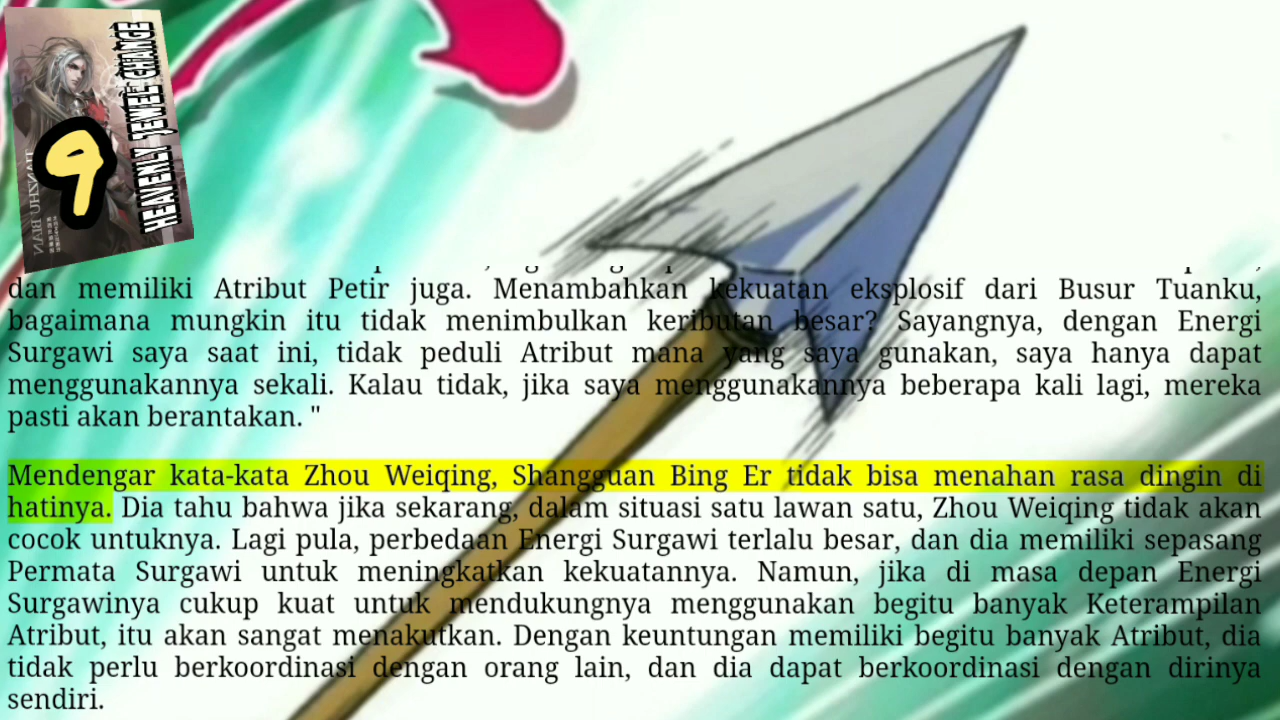 HEAVENLY JEWEL CHANGE
9
dan memiliki Atribut Petir juga. Menambahkan kekuatan eksplosif dari Busur Tuanku,
bagaimana mungkin itu tidak menimbulkan keributan besar? Sayangnya, dengan Energi
Surgawi saya saat ini, tidak peduli Atribut mana yang saya gunakan, saya hanya dapat
menggunakannya sekali. Kalau tidak, jika saya menggunakannya beberapa kali lagi, mereka
pasti akan berantakan. "
Mendengar kata-kata Zhou Weiqing, Shangguan Bing Er tidak bisa menahan rasa dingin di
hatinya. Dia tahu bahwa jika sekarang, dalam situasi satu lawan satu, Zhou Weiqing tidak akan
cocok untuknya. Lagi pula, perbedaan Energi Surgawi terlalu besar, dan dia memiliki sepasang
Permata Surgawi untuk meningkatkan kekuatannya. Namun, jika di masa depan Energi
Surgawinya cukup kuat untuk mendukungnya menggunakan begitu banyak Keterampilan
Atribut, itu akan sangat menakutkan. Dengan keuntungan memiliki begitu banyak Atribut, dia
tidak perlu berkoordinasi dengan orang lain, dan dia dapat berkoordinasi dengan dirinya
sendiri.